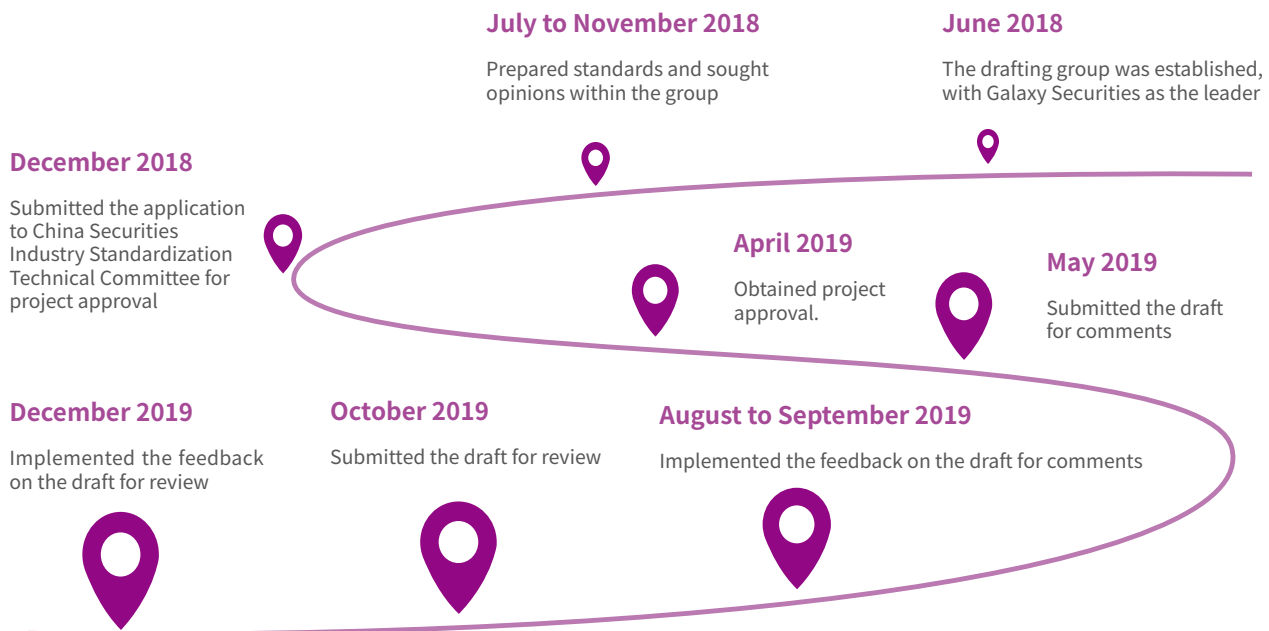 July to November 2018
Prepared standards and sought
opinions within the group
June 2018
The drafting group was established,
with Galaxy Securities as the leader
December 2018
Submitted the application
to China Securities
Industry Standardization
Technical Committee for
project approval
April 2019
Obtained project
approval.
May 2019
Submitted the draft
for comments
December 2019
Implemented the feedback
on the draft for review
October 2019
Submitted the draft for review
August to September 2019
Implemented the feedback on the draft for comments